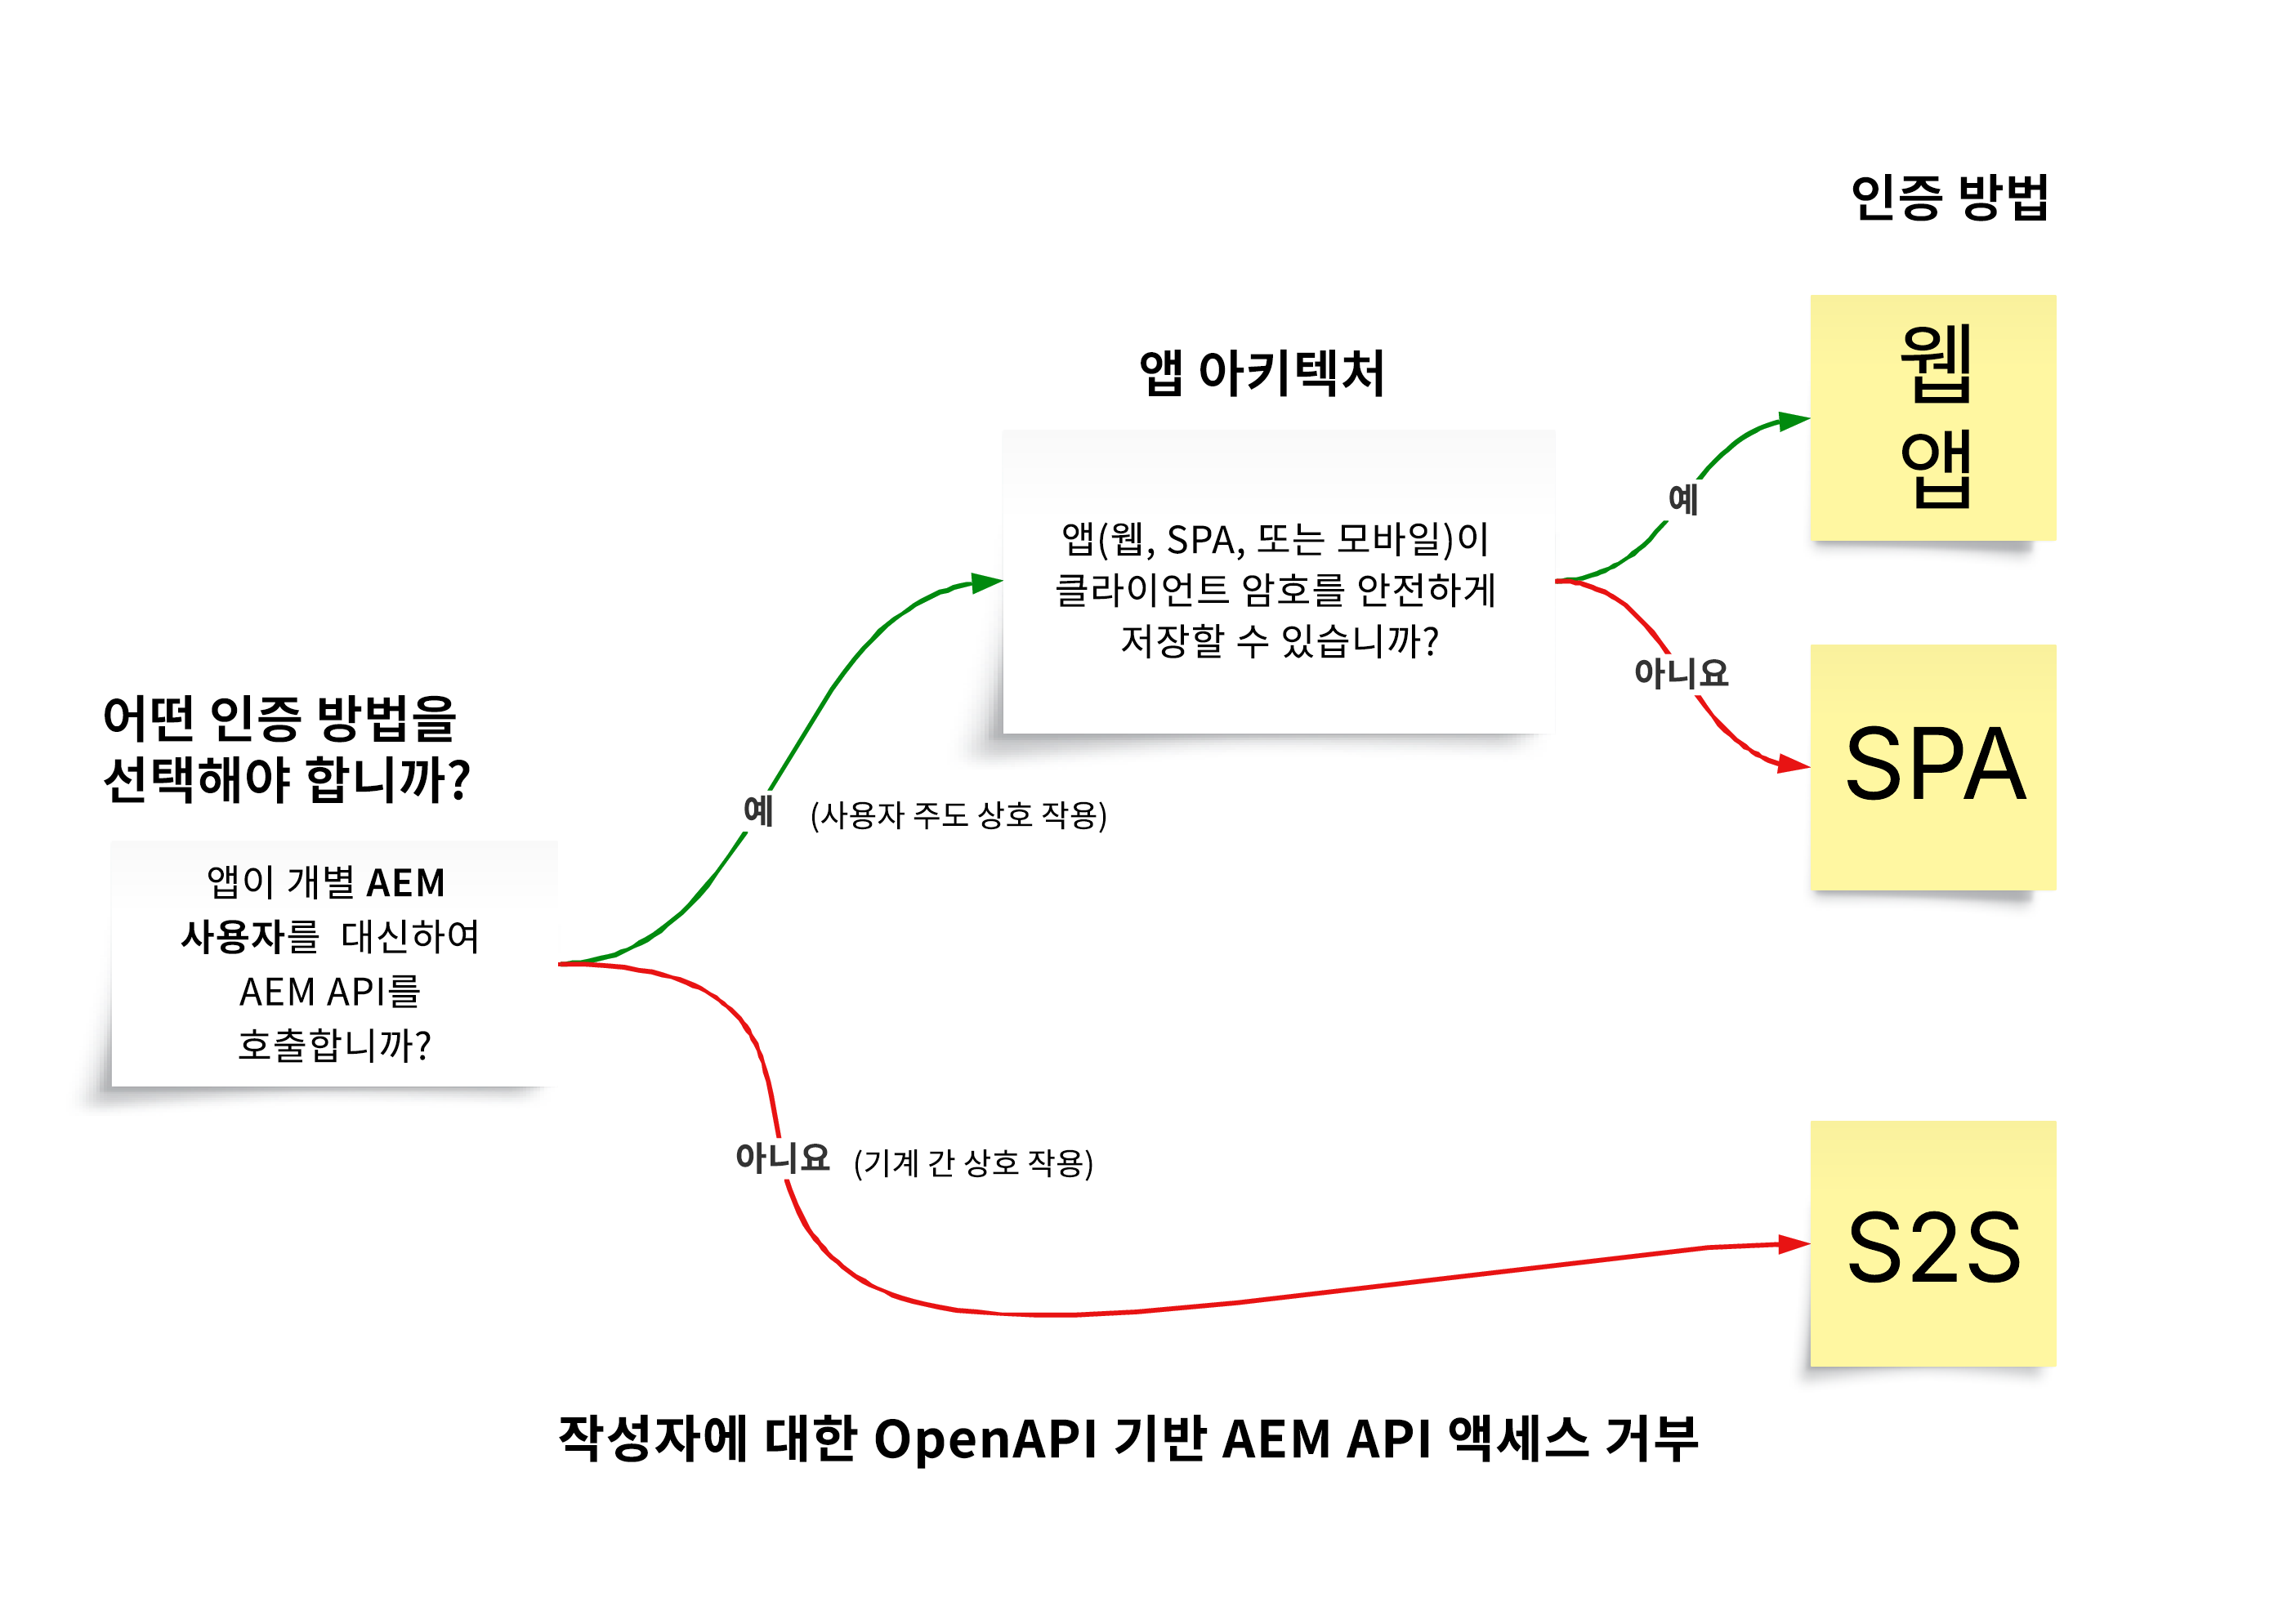 인증 방법
웹
앱
앱 아키텍처
앱(웹, SPA, 또는 모바일)이
클라이언트 암호를 안전하게
저장할 수 있습니까?
예
아니요
SPA
어떤 인증 방법을
선택해야 합니까?
예 (사용자 주도 상호 작용)
앱이 개별 AEM
사용자를 대신하여
AEM API를
호출합니까?
아니요 (기계 간 상호 작용)
S2S
작성자에 대한 OpenAPI 기반 AEM API 액세스 거부